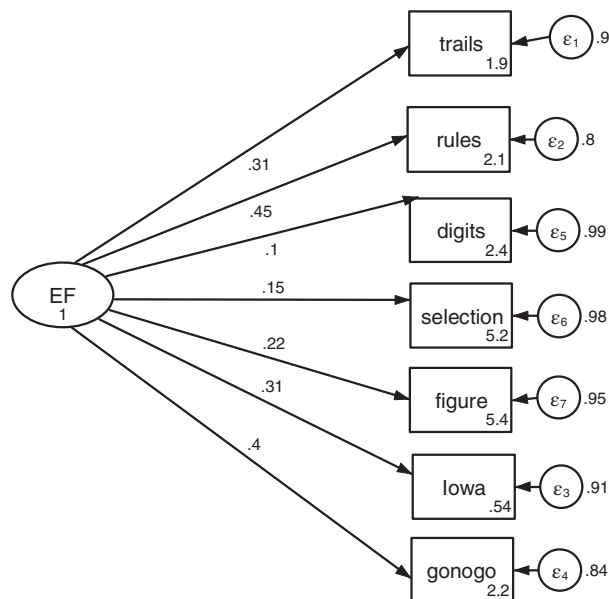 trails
1.9
ε1
.9
rules
2.1
ε2
.8
.31
.45
digits
2.4
ε5
.99
.1
EF
1
.15
selection
5.2
ε6
.98
.22
figure
5.4
ε7
.95
.31
.4
Iowa
.54
ε3
.91
gonogo
2.2
ε4
.84